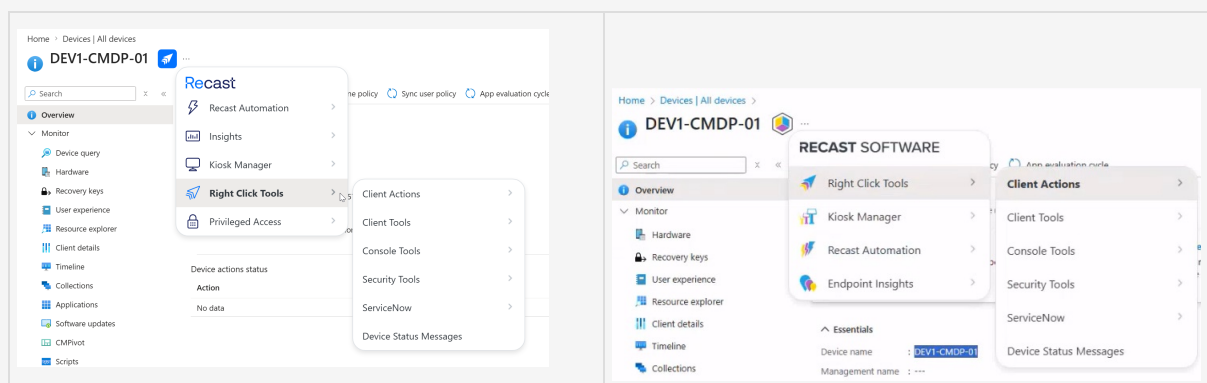 Home > Devices | All devices
DEV1-CMDP-01 ...
Search
Overview
Monitor
Device query
Hardware
Recovery keys
User experience
Resource explorer
Client details
Timeline
Collections
Applications
Software updates
CMPivot
Scripts
Recast
Recast Automation
Insights
Kiosk Manager
Right Click Tools
Privileged Access
ne policy Sync user policy App evaluation cycle
Client Actions
Client Tools
Console Tools
Security Tools
ServiceNow
Device Status Messages
Device actions status
Action
No data
Home > Devices | All devices >
DEV1-CMDP-01 ...
Search
Overview
Monitor
Hardware
Recovery keys
User experience
Resource explorer
Client details
Timeline
Collections
RECAST SOFTWARE
Right Click Tools
Kiosk Manager
Recast Automation
Endpoint Insights
cy App evaluation cycle
Client Actions
Client Tools
Console Tools
Security Tools
ServiceNow
Device Status Messages
Essentials
Device name : DEV1-CMDP-01
Management name : ---